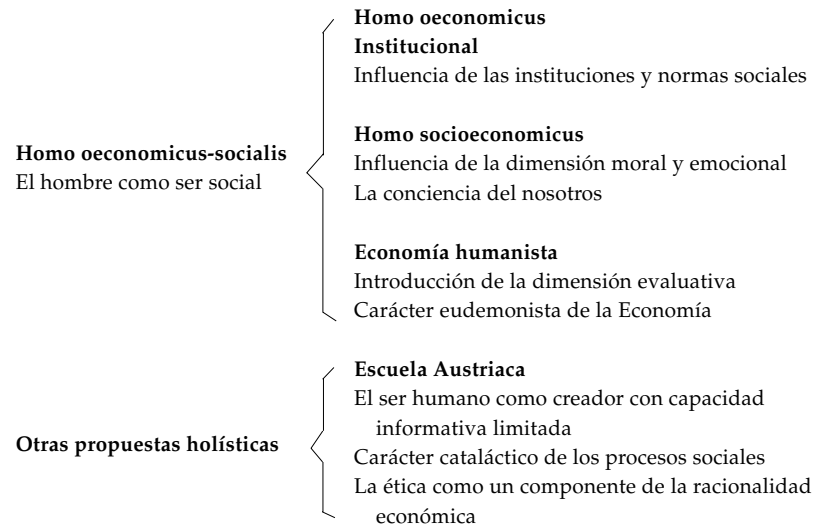 Homo oeconomicus
Institucional
Influencia de las instituciones y normas sociales
Homo oeconomicus-socialis
El hombre como ser social
Homo socioeconomicus
Influencia de la dimensión moral y emocional
La conciencia del nosotros
Economía humanista
Introducción de la dimensión evaluativa
Carácter eudemonista de la Economía
Otras propuestas holísticas
Escuela Austriaca
El ser humano como creador con capacidad
informativa limitada
Carácter cataláctico de los procesos sociales
La ética como un componente de la racionalidad
económica